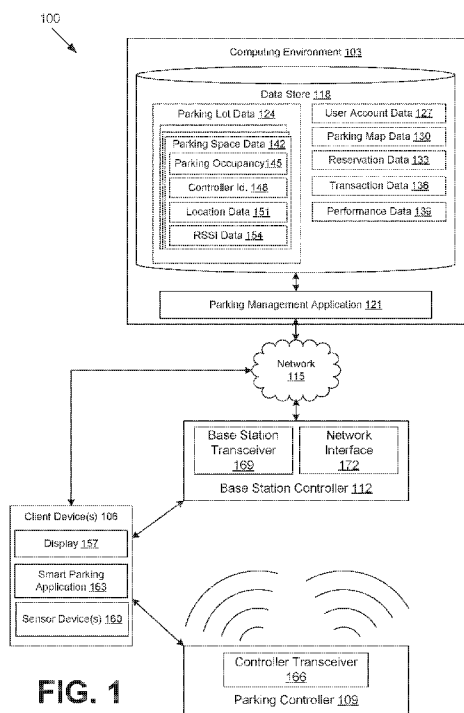 100
Computing Environment 103
Data Store 118
Parking Lot Data 124
Parking Space Data 142
Parking Occupancy145
Controller Id. 148
Location Data 151
RSSI Data 154
User Account Data 127
Parking Map Data 130
Reservation Data 133
Transaction Data 136
Performance Data 139
Parking Management Application 121
Network
115
Base Station
Transceiver
169
Network
Interface
172
Base Station Controller 112
Client Device(s) 106
Display 157
Smart Parking
Application 163
Sensor Device(s) 160
Controller Transceiver
166
Parking Controller 109
FIG. 1